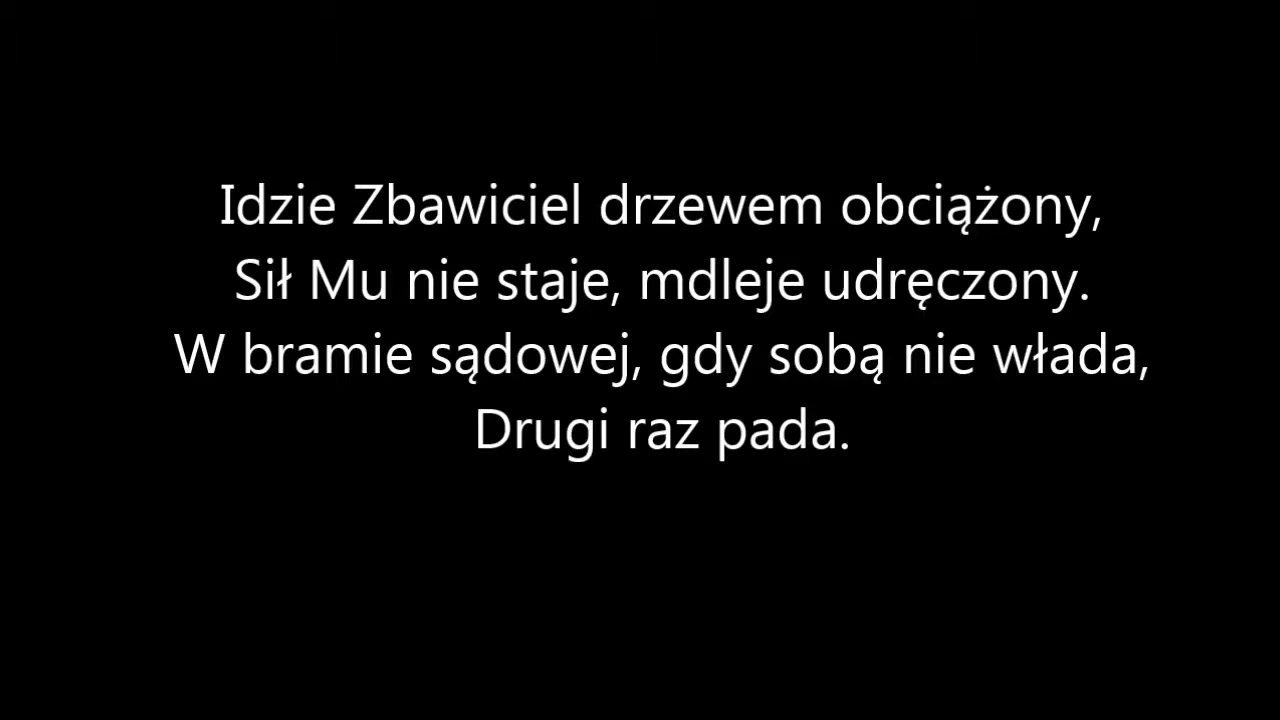 Idzie Zbawiciel drzewem obciążony,
Sił Mu nie staje, mdleje udręczony.
W bramie sądowej, gdy sobą nie włada,
Drugi raz pada.